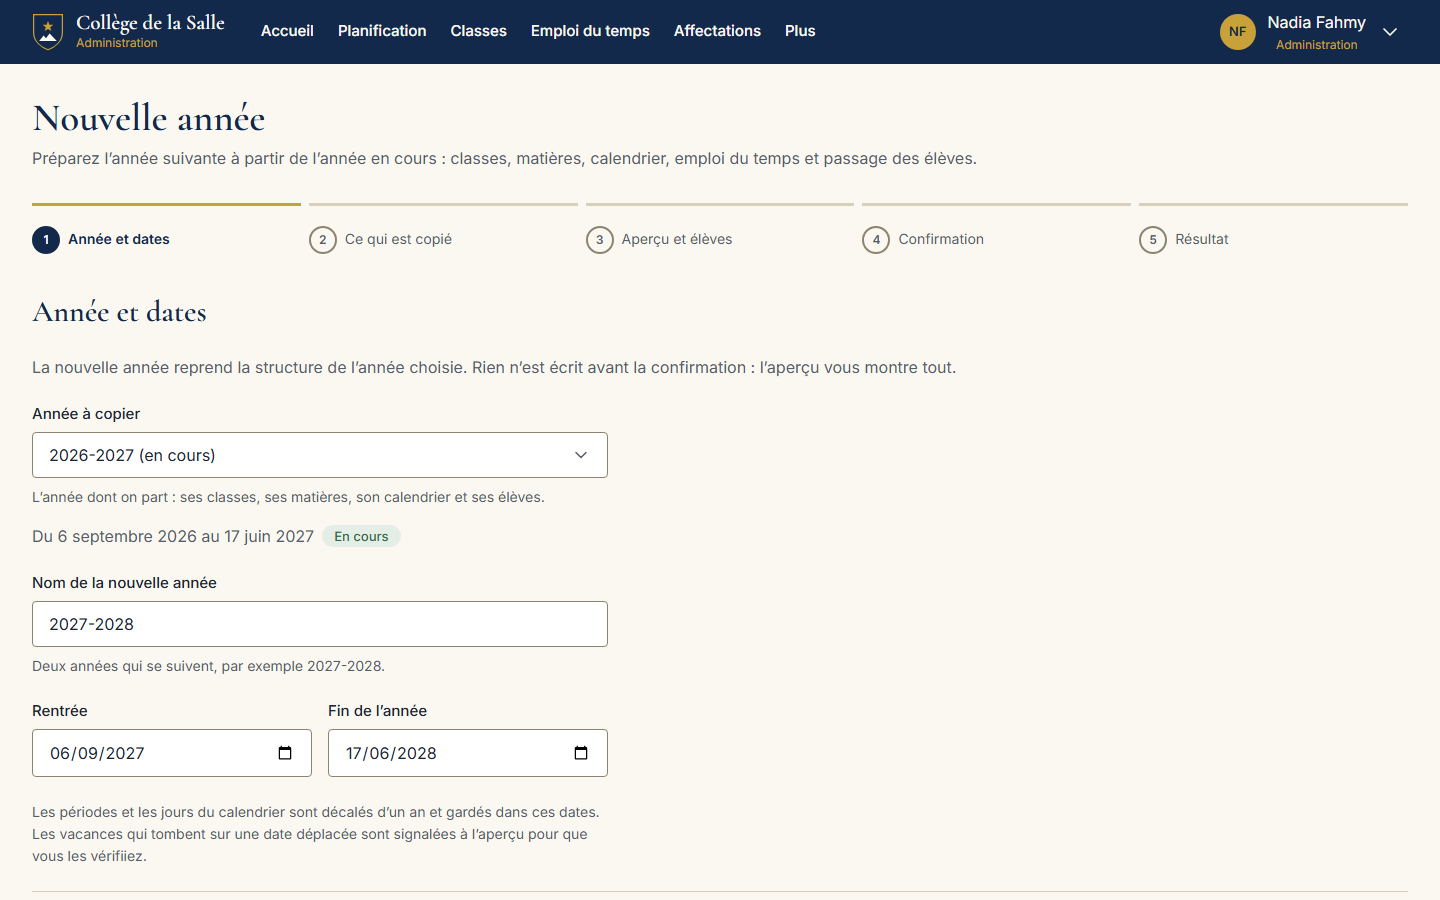 Collège de la Salle
Administration
Accueil
Planification
Classes
Emploi du temps
Affectations
Plus
NF
Nadia Fahmy
Administration
Nouvelle année
Préparez l’année suivante à partir de l’année en cours : classes, matières, calendrier, emploi du temps et passage des élèves.
1 Année et dates
2 Ce qui est copié
3 Aperçu et élèves
4 Confirmation
5 Résultat
Année et dates
La nouvelle année reprend la structure de l’année choisie. Rien n’est écrit avant la confirmation : l’aperçu vous montre tout.
Année à copier
2026-2027 (en cours)
L’année dont on part : ses classes, ses matières, son calendrier et ses élèves.
Du 6 septembre 2026 au 17 juin 2027 En cours
Nom de la nouvelle année
2027-2028
Deux années qui se suivent, par exemple 2027-2028.
Rentrée
Fin de l’année
06/09/2027
17/06/2028
Les périodes et les jours du calendrier sont décalés d’un an et gardés dans ces dates.
Les vacances qui tombent sur une date déplacée sont signalées à l’aperçu pour que
vous les vérifiiez.